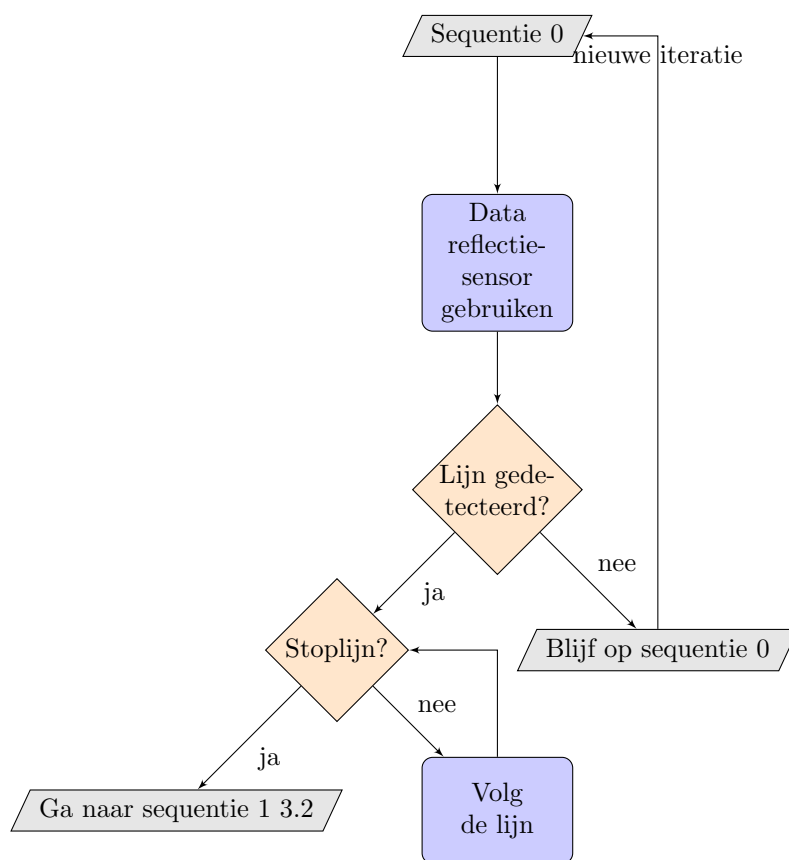 Sequentie 0
nieuwe iteratie
Data
reflectie-
sensor
gebruiken
Lijn gede-
tecteerd?
nee
ja
Stoplijn?
Blijf op sequentie 0
nee
ja
Ga naar sequentie 1 3.2
Volg
de lijn